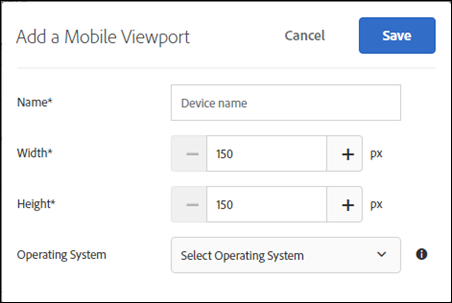 Add a Mobile Viewport Cancel Save
Name* Device name
Width* − 150 + px
Height* − 150 + px
Operating System Select Operating System